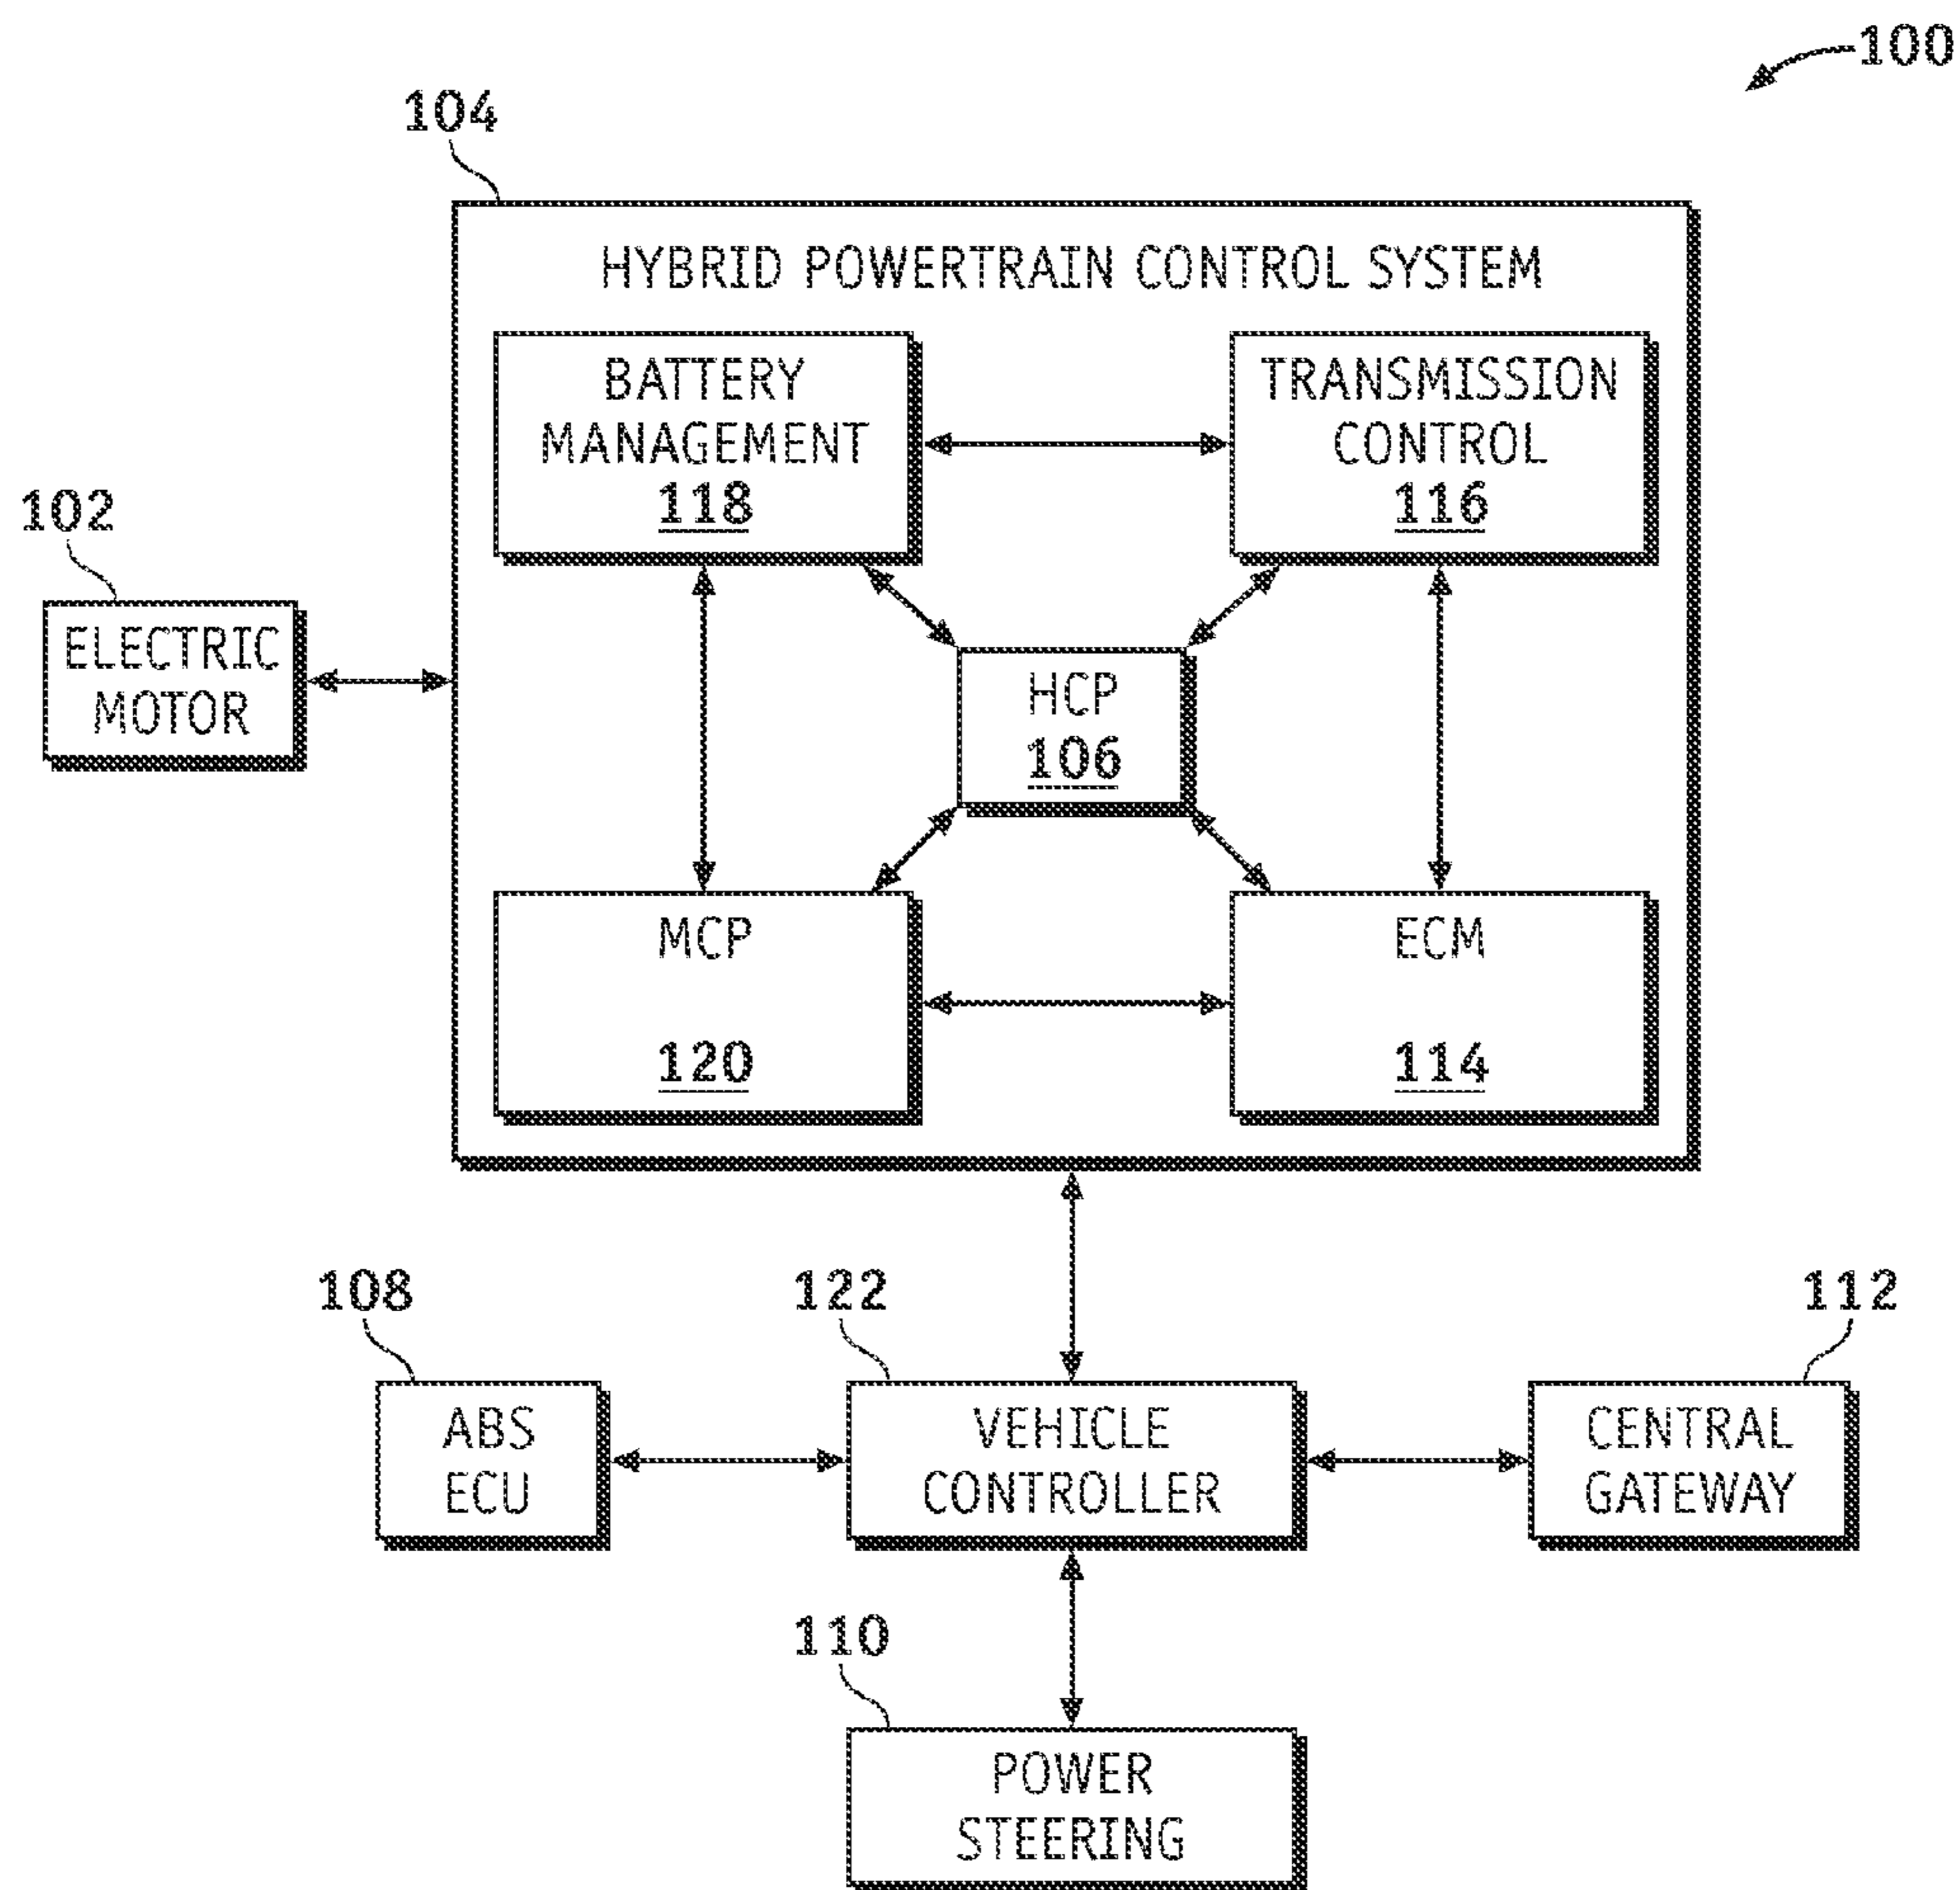 100
104
HYBRID POWERTRAIN CONTROL SYSTEM
BATTERY
MANAGEMENT
118
TRANSMISSION
CONTROL
116
102
ELECTRIC
MOTOR
HCP
106
MCP
120
ECM
114
108
ABS
ECU
122
VEHICLE
CONTROLLER
112
CENTRAL
GATEWAY
110
POWER
STEERING